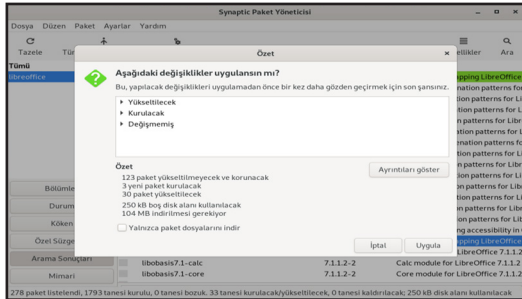 Synaptic Paket Yöneticisi
Dosya Düzen Paket Ayarlar Yardım
Tazele
Özet
Ara
Tümü
libreoffice
Aşağıdaki değişiklikler uygulansın mı?
Bu, yapılacak değişiklikleri uygulamadan önce bir kez daha gözden geçirmek için son şansınız.
Yükseltilecek
Kurulacak
Değişmemiş
Özet
Ayrıntıları göster
123 paket yükseltilmeyecek ve korunacak
3 yeni paket kurulacak
30 paket yükseltilecek
250 kB boş disk alanı kullanılacak
104 MB indirilmesi gerekiyor
Yalnızca paket dosyalarını indir
İptal Uygula
Durum
Köken
Özel Süzge
Arama Sonuçları
Mimari
libobasis7.1-calc 7.1.1.2-2 Calc module for LibreOffice 7.1.1.2
libobasis7.1-core 7.1.1.2-2 Core module for LibreOffice 7.1.1.2
278 paket listelendi, 1793 tanesi kurulu, 0 tanesi bozuk, 33 tanesi kurulacak/yükseltilecek, 0 tanesi kaldırılacak; 250 kB disk alanı kullanılacak